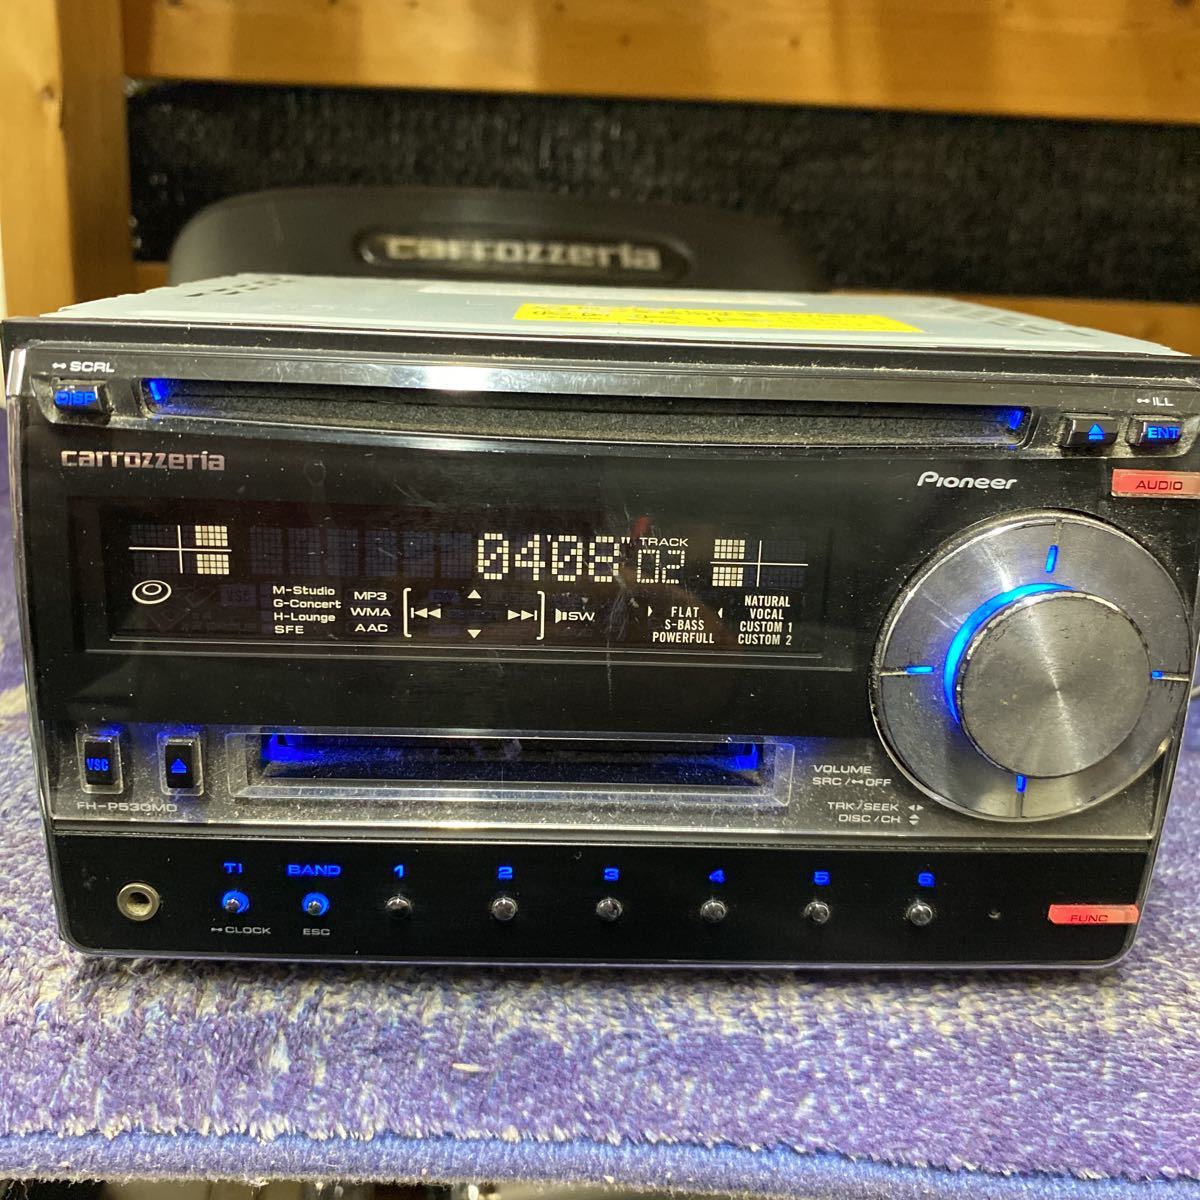 carrozzeria
SCRL
DISP
ILL
ENT
carrozzeria
Pioneer
AUDIO
04'08"
TRACK
02
M-Studio
G-Concert
H-Lounge
SFE
MP3
WMA
AAC
SW
FLAT
S-BASS
POWERFULL
NATURAL
VOCAL
CUSTOM 1
CUSTOM 2
VSC
FH-P530MD
VOLUME
SRC/OFF
TRK/SEEK
DISC/CH
TI
BAND
1
2
3
4
5
6
CLOCK
ESC
FUNC